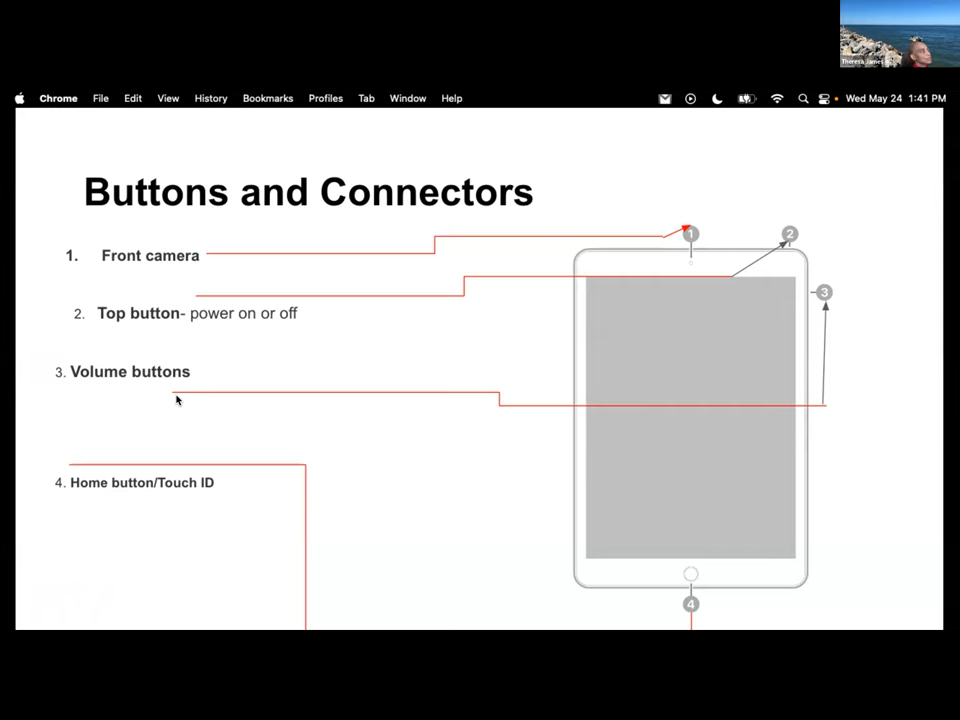 Theresa James
Chrome File Edit View History Bookmarks Profiles Tab Window Help Wed May 24 1:41 PM
Buttons and Connectors
1. Front camera
2. Top button- power on or off
3. Volume buttons
4. Home button/Touch ID
1
2
3
4